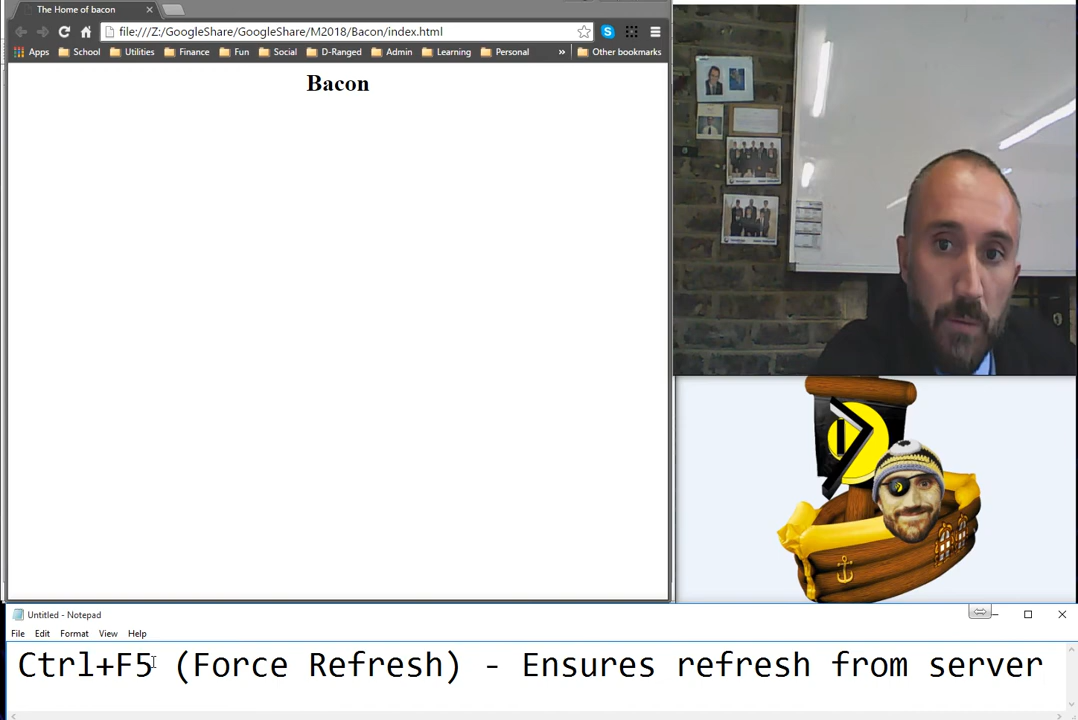 The Home of bacon
file:///Z:/GoogleShare/GoogleShare/M2018/Bacon/index.html
Apps School Utilities Finance Fun Social D-Ranged Admin Learning Personal » Other bookmarks
Bacon
Untitled - Notepad
File Edit Format View Help
Ctrl+F5 (Force Refresh) - Ensures refresh from server